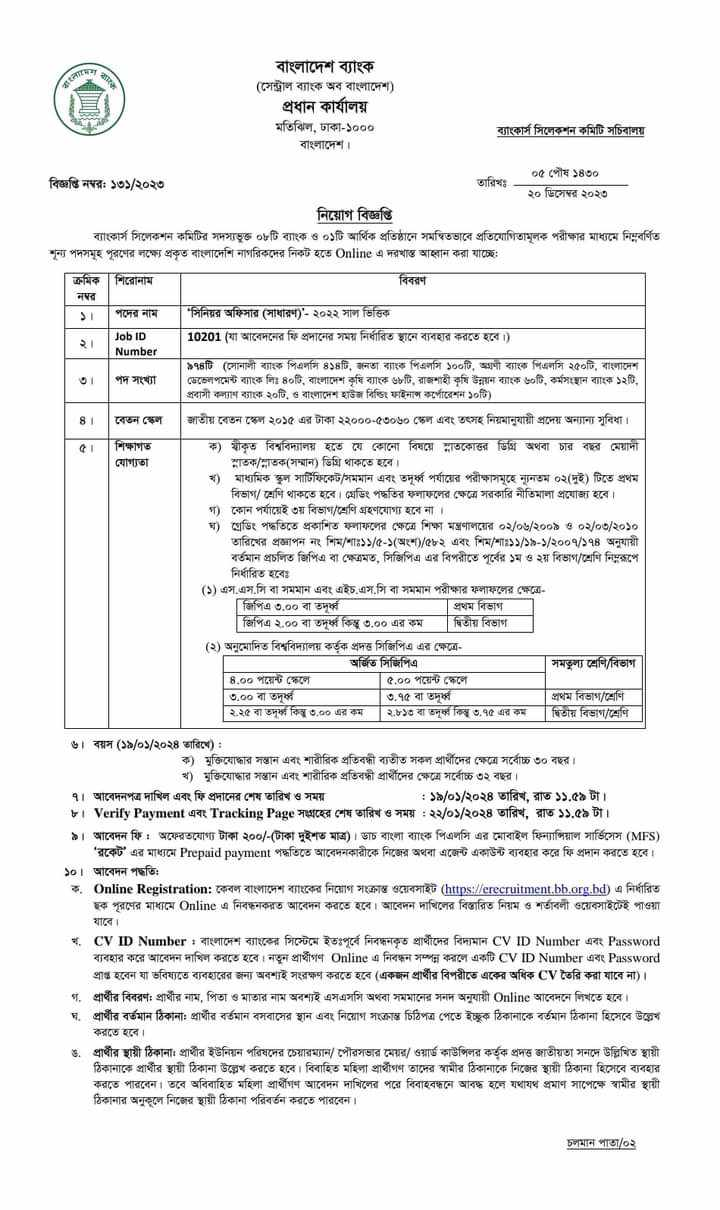 বাংলাদেশ ব্যাংক
বাংলাদেশ ব্যাংক
(সেন্ট্রাল ব্যাংক অব বাংলাদেশ)
প্রধান কার্যালয়
মতিঝিল, ঢাকা-১০০০
বাংলাদেশ।
ব্যাংকার্স সিলেকশন কমিটি সচিবালয়
বিজ্ঞপ্তি নম্বর: ১৩১/২০২৩
তারিখঃ ০৫ পৌষ ১৪৩০
২০ ডিসেম্বর ২০২৩
নিয়োগ বিজ্ঞপ্তি
ব্যাংকার্স সিলেকশন কমিটির সদস্যভুক্ত ০৮টি ব্যাংক ও ০১টি আর্থিক প্রতিষ্ঠানে সমন্বিতভাবে প্রতিযোগিতামূলক পরীক্ষার মাধ্যমে নিম্নবর্ণিত
শূন্য পদসমূহ পূরণের লক্ষ্যে প্রকৃত বাংলাদেশি নাগরিকদের নিকট হতে Online এ দরখাস্ত আহ্বান করা যাচ্ছে:
ক্রমিক নম্বর শিরোনাম বিবরণ
১। পদের নাম ‘সিনিয়র অফিসার (সাধারণ)’- ২০২২ সাল ভিত্তিক
২। Job ID Number 10201 (যা আবেদনের ফি প্রদানের সময় নির্ধারিত স্থানে ব্যবহার করতে হবে।)
৩। পদ সংখ্যা ৯৭৪টি (সোনালী ব্যাংক পিএলসি ৪১৪টি, জনতা ব্যাংক পিএলসি ১০০টি, অগ্রণী ব্যাংক পিএলসি ২৫০টি, বাংলাদেশ
ডেভেলপমেন্ট ব্যাংক লিঃ ৪০টি, বাংলাদেশ কৃষি ব্যাংক ৬৮টি, রাজশাহী কৃষি উন্নয়ন ব্যাংক ৬০টি, কর্মসংস্থান ব্যাংক ১২টি,
প্রবাসী কল্যাণ ব্যাংক ২০টি, ও বাংলাদেশ হাউজ বিল্ডিং ফাইনান্স কর্পোরেশন ১০টি)
৪। বেতন স্কেল জাতীয় বেতন স্কেল ২০১৫ এর টাকা ২২০০০-৫৩০৬০ স্কেল এবং তৎসহ নিয়মানুযায়ী প্রদেয় অন্যান্য সুবিধা।
৫। শিক্ষাগত যোগ্যতা ক) স্বীকৃত বিশ্ববিদ্যালয় হতে যে কোনো বিষয়ে স্নাতকোত্তর ডিগ্রি অথবা চার বছর মেয়াদী
স্নাতক/স্নাতক(সম্মান) ডিগ্রি থাকতে হবে।
খ) মাধ্যমিক স্কুল সার্টিফিকেট/সমমান এবং তদূর্ধ্ব পর্যায়ের পরীক্ষাসমূহে ন্যূনতম ০২(দুই) টিতে প্রথম
বিভাগ/ শ্রেণি থাকতে হবে। গ্রেডিং পদ্ধতির ফলাফলের ক্ষেত্রে সরকারি নীতিমালা প্রযোজ্য হবে।
গ) কোন পর্যায়েই ৩য় বিভাগ/শ্রেণি গ্রহণযোগ্য হবে না ।
ঘ) গ্রেডিং পদ্ধতিতে প্রকাশিত ফলাফলের ক্ষেত্রে শিক্ষা মন্ত্রণালয়ের ০২/০৬/২০০৯ ও ০২/০৩/২০১০
তারিখের প্রজ্ঞাপন নং শিম/শাঃ১১/৫-১(অংশ)/৫৮২ এবং শিম/শাঃ১১/১৯-১/২০০৭/১৭৪ অনুযায়ী
বর্তমান প্রচলিত জিপিএ বা ক্ষেত্রমত, সিজিপিএ এর বিপরীতে পূর্বের ১ম ও ২য় বিভাগ/শ্রেণি নিম্নরূপে
নির্ধারিত হবেঃ
(১) এস.এস.সি বা সমমান এবং এইচ.এস.সি বা সমমান পরীক্ষার ফলাফলের ক্ষেত্রে-
জিপিএ ৩.০০ বা তদূর্ধ্ব প্রথম বিভাগ
জিপিএ ২.০০ বা তদূর্ধ্ব কিন্তু ৩.০০ এর কম দ্বিতীয় বিভাগ
(২) অনুমোদিত বিশ্ববিদ্যালয় কর্তৃক প্রদত্ত সিজিপিএ এর ক্ষেত্রে-
অর্জিত সিজিপিএ সমতুল্য শ্রেণি/বিভাগ
৪.০০ পয়েন্ট স্কেলে ৫.০০ পয়েন্ট স্কেলে
৩.০০ বা তদূর্ধ্ব ৩.৭৫ বা তদূর্ধ্ব প্রথম বিভাগ/শ্রেণি
২.২৫ বা তদূর্ধ্ব কিন্তু ৩.০০ এর কম ২.৮১৩ বা তদূর্ধ্ব কিন্তু ৩.৭৫ এর কম দ্বিতীয় বিভাগ/শ্রেণি
৬। বয়স (১৯/০১/২০২৪ তারিখে) :
ক) মুক্তিযোদ্ধার সন্তান এবং শারীরিক প্রতিবন্ধী ব্যতীত সকল প্রার্থীদের ক্ষেত্রে সর্বোচ্চ ৩০ বছর।
খ) মুক্তিযোদ্ধার সন্তান এবং শারীরিক প্রতিবন্ধী প্রার্থীদের ক্ষেত্রে সর্বোচ্চ ৩২ বছর।
৭। আবেদনপত্র দাখিল এবং ফি প্রদানের শেষ তারিখ ও সময় : ১৯/০১/২০২৪ তারিখ, রাত ১১.৫৯ টা।
৮। Verify Payment এবং Tracking Page সংগ্রহের শেষ তারিখ ও সময় : ২২/০১/২০২৪ তারিখ, রাত ১১.৫৯ টা।
৯। আবেদন ফি : অফেরতযোগ্য টাকা ২০০/-(টাকা দুইশত মাত্র)। ডাচ বাংলা ব্যাংক পিএলসি এর মোবাইল ফিন্যান্সিয়াল সার্ভিসেস (MFS)
‘রকেট’ এর মাধ্যমে Prepaid payment পদ্ধতিতে আবেদনকারীকে নিজের অথবা এজেন্ট একাউন্ট ব্যবহার করে ফি প্রদান করতে হবে।
১০। আবেদন পদ্ধতি:
ক. Online Registration: কেবল বাংলাদেশ ব্যাংকের নিয়োগ সংক্রান্ত ওয়েবসাইট (https://erecruitment.bb.org.bd) এ নির্ধারিত
ছক পূরণের মাধ্যমে Online এ নিবন্ধনকরত আবেদন করতে হবে। আবেদন দাখিলের বিস্তারিত নিয়ম ও শর্তাবলী ওয়েবসাইটেই পাওয়া
যাবে।
খ. CV ID Number : বাংলাদেশ ব্যাংকের সিস্টেমে ইতঃপূর্বে নিবন্ধনকৃত প্রার্থীদের বিদ্যমান CV ID Number এবং Password
ব্যবহার করে আবেদন দাখিল করতে হবে। নতুন প্রার্থীগণ Online এ নিবন্ধন সম্পন্ন করলে একটি CV ID Number এবং Password
প্রাপ্ত হবেন যা ভবিষ্যতে ব্যবহারের জন্য অবশ্যই সংরক্ষণ করতে হবে (একজন প্রার্থীর বিপরীতে একের অধিক CV তৈরি করা যাবে না)।
গ. প্রার্থীর বিবরণ: প্রার্থীর নাম, পিতা ও মাতার নাম অবশ্যই এসএসসি অথবা সমমানের সনদ অনুযায়ী Online আবেদনে লিখতে হবে।
ঘ. প্রার্থীর বর্তমান ঠিকানা: প্রার্থীর বর্তমান বসবাসের স্থান এবং নিয়োগ সংক্রান্ত চিঠিপত্র পেতে ইচ্ছুক ঠিকানাকে বর্তমান ঠিকানা হিসেবে উল্লেখ
করতে হবে।
ঙ. প্রার্থীর স্থায়ী ঠিকানা: প্রার্থীর ইউনিয়ন পরিষদের চেয়ারম্যান/ পৌরসভার মেয়র/ ওয়ার্ড কাউন্সিলর কর্তৃক প্রদত্ত জাতীয়তা সনদে উল্লিখিত স্থায়ী
ঠিকানাকে প্রার্থীর স্থায়ী ঠিকানা উল্লেখ করতে হবে। বিবাহিত মহিলা প্রার্থীগণ তাদের স্বামীর ঠিকানাকে নিজের স্থায়ী ঠিকানা হিসেবে ব্যবহার
করতে পারবেন। তবে অবিবাহিত মহিলা প্রার্থীগণ আবেদন দাখিলের পরে বিবাহবন্ধনে আবদ্ধ হলে যথাযথ প্রমাণ সাপেক্ষে স্বামীর স্থায়ী
ঠিকানার অনুকূলে নিজের স্থায়ী ঠিকানা পরিবর্তন করতে পারবেন।
চলমান পাতা/০২